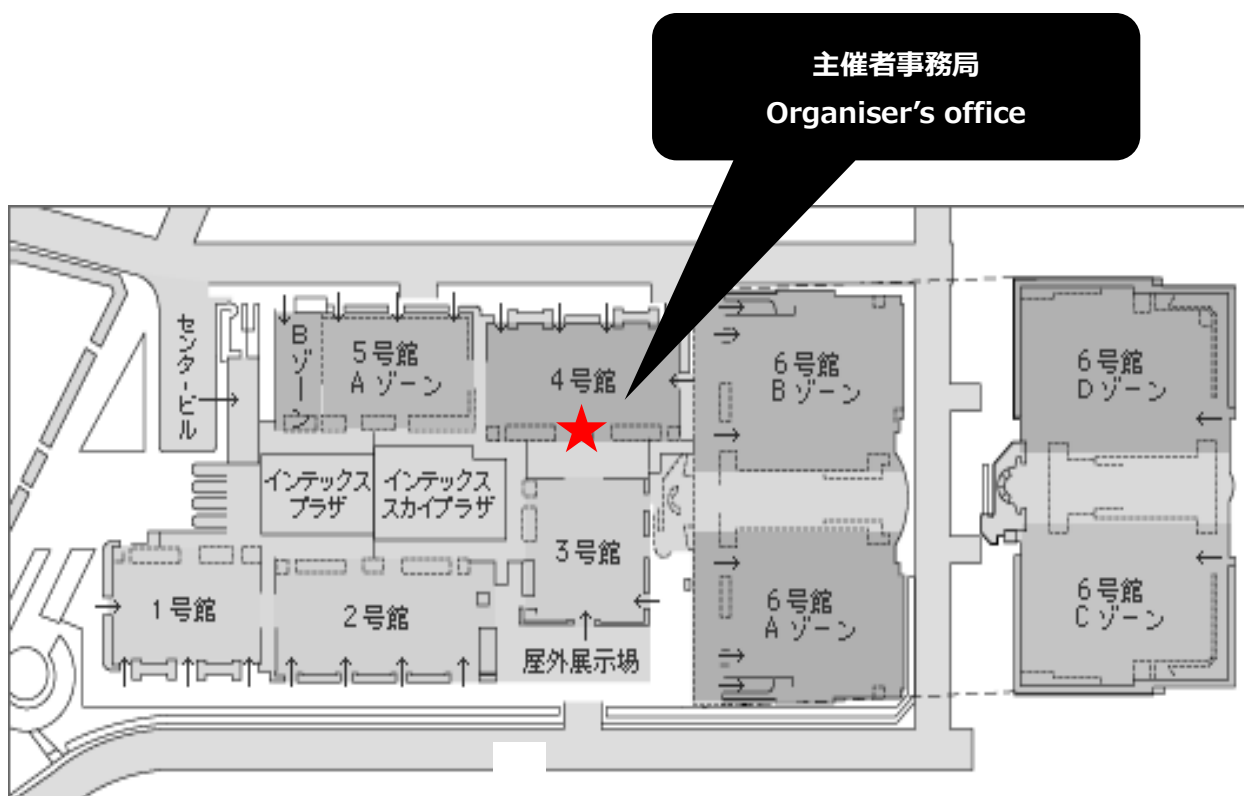 主催者事務局
Organiser’s office
センタービル
Bゾーン
5号館
Aゾーン
4号館
6号館
Bゾーン
6号館
Dゾーン
インテックス
プラザ
インテックス
スカイプラザ
3号館
1号館
2号館
6号館
Aゾーン
6号館
Cゾーン
屋外展示場